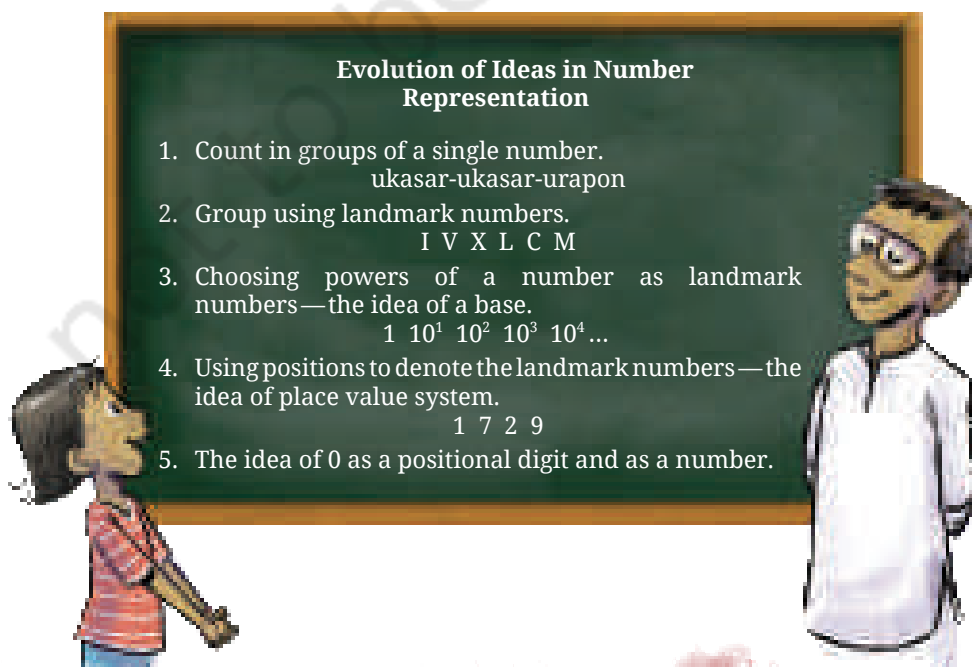 Evolution of Ideas in Number
Representation
1. Count in groups of a single number.
ukasar-ukasar-urapon
2. Group using landmark numbers.
I V X L C M
3. Choosing powers of a number as landmark
numbers — the idea of a base.
1 10¹ 10² 10³ 10⁴ ...
4. Using positions to denote the landmark numbers — the
idea of place value system.
1 7 2 9
5. The idea of 0 as a positional digit and as a number.
not to be